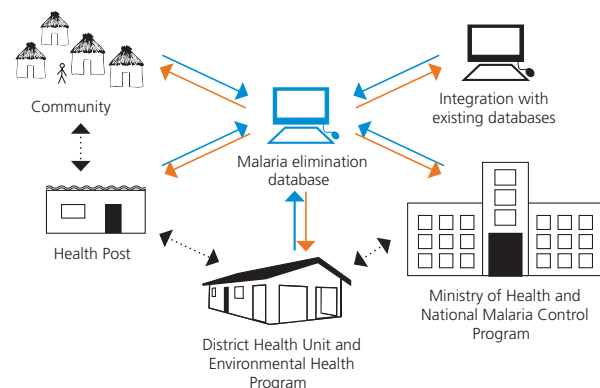 Community
Integration with
existing databases
Malaria elimination
database
Health Post
Ministry of Health and
National Malaria Control
Program
District Health Unit and
Environmental Health
Program